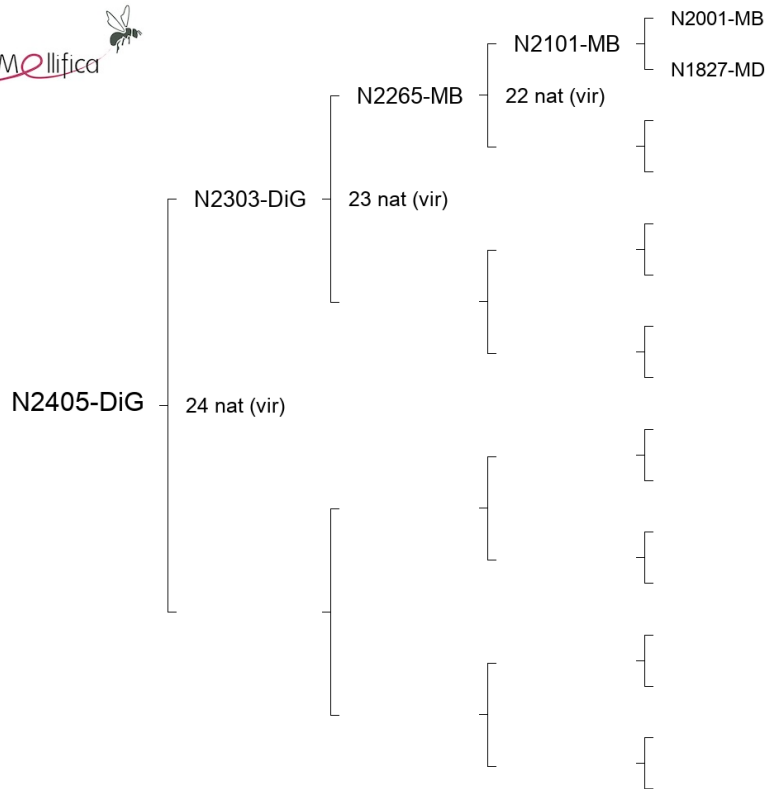 Mellifica
N2001-MB
N2101-MB
N1827-MD
N2265-MB
22 nat (vir)
N2303-DiG
23 nat (vir)
N2405-DiG
24 nat (vir)